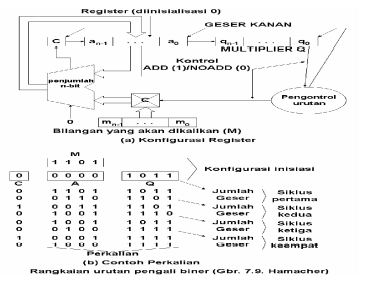 Register (diinisialisasi 0)
GESER KANAN
C a n-1 ... a 0 q n-1 ... q 0
MULTIPLIER Q
Kontrol
ADD (1)/NOADD (0)
penjumlah
n-bit
Pengontrol
urutan
0 m n-1 ... m 0
Bilangan yang akan dikalikan (M)
(a) Konfigurasi Register
M
1 1 0 1
0 0 0 0 0 1 0 1 1 Konfigurasi inisiasi
C A Q
0 1 1 0 1 1 0 1 1 Jumlah Siklus
0 0 1 1 0 1 1 0 1 Geser pertama
1 0 0 1 1 1 1 0 1 Jumlah Siklus
0 1 0 0 1 1 1 1 0 Geser kedua
0 1 0 0 1 1 1 1 0 Jumlah Siklus
0 0 1 0 0 1 1 1 1 Geser ketiga
1 0 0 0 1 1 1 1 1 Jumlah Siklus
0 1 0 0 0 1 1 1 1 Geser keempat
Perkalian
(b) Contoh Perkalian
Rangkaian urutan pengali biner (Gbr. 7.9. Hamacher)